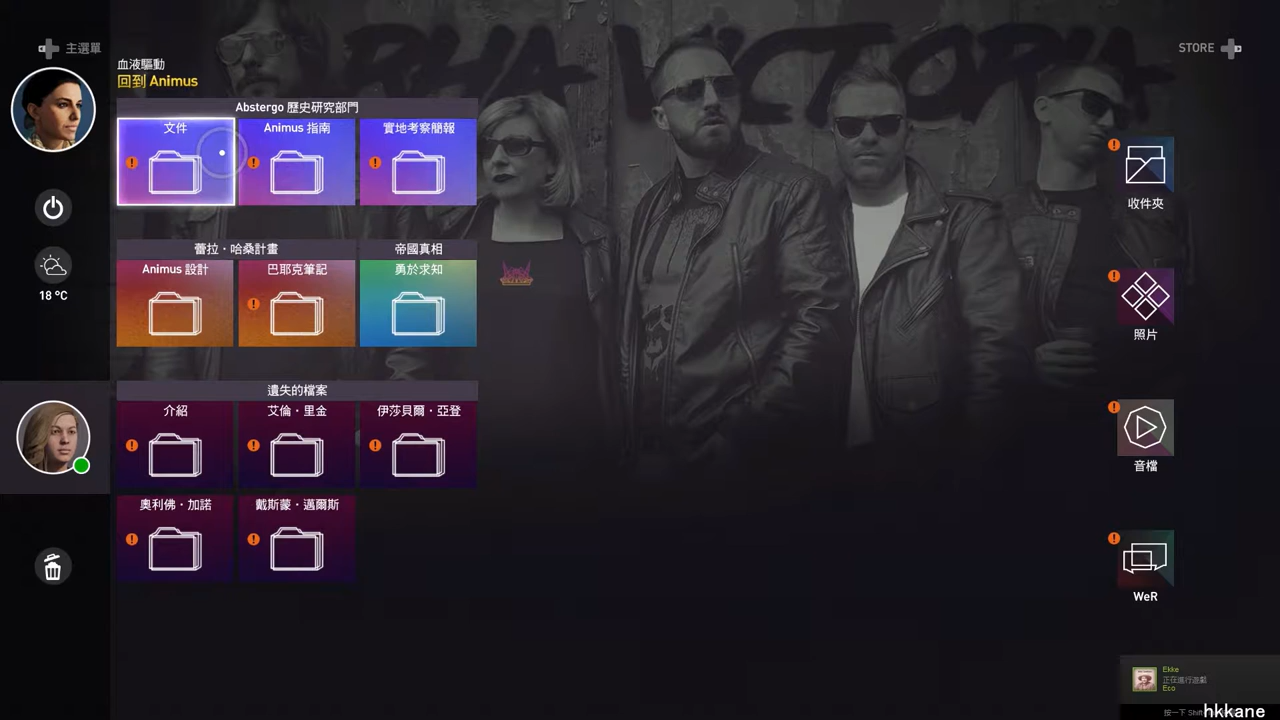 主選單
STORE
血液驅動
回到 Animus
Abstergo 歷史研究部門
文件
Animus 指南
實地考察簡報
蕾拉·哈桑計畫
帝國真相
Animus 設計
巴耶克筆記
勇於求知
遺失的檔案
介紹
艾倫·里金
伊莎貝爾·亞登
奧利佛·加諾
戴斯蒙·邁爾斯
18 °C
收件夾
照片
音檔
WeR
Ekke
正在進行遊戲
Eco
按一下 Shift
hkkane